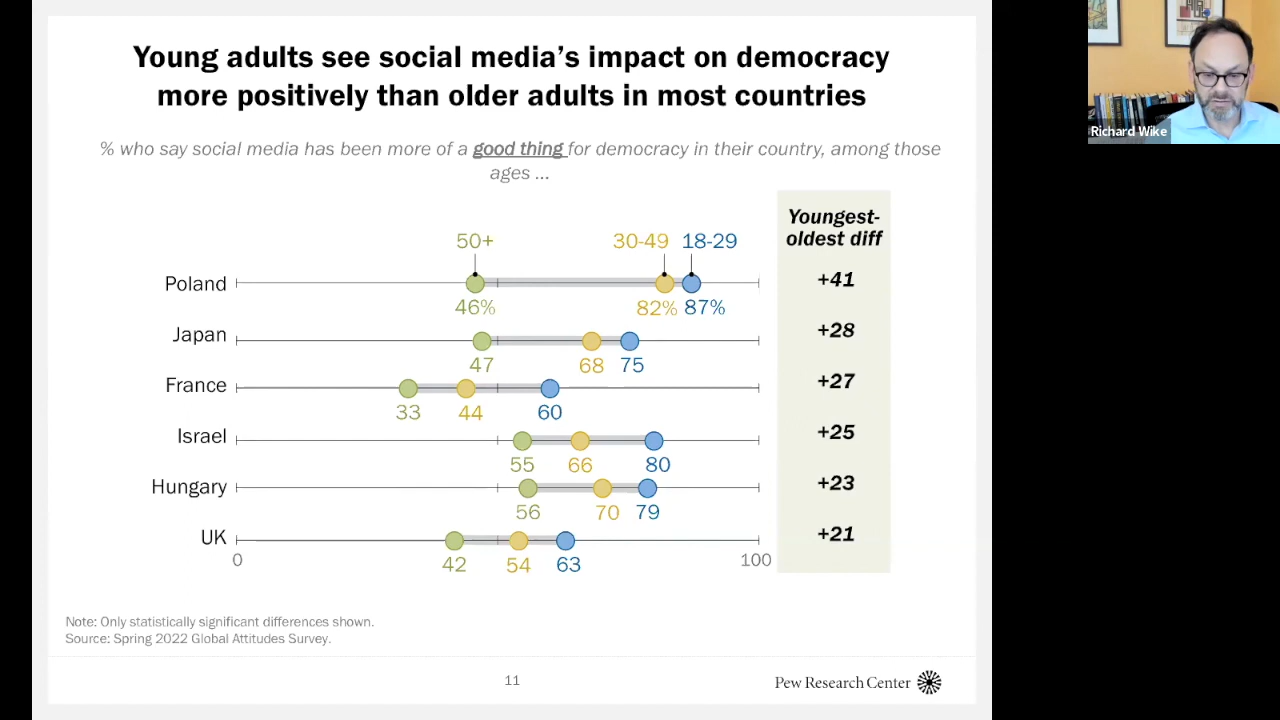 Young adults see social media's impact on democracy
more positively than older adults in most countries
% who say social media has been more of a good thing for democracy in their country, among those
ages ...
Youngest-
oldest diff
50+ 30-49 18-29
Poland +41
46% 82% 87%
Japan +28
47 68 75
France +27
33 44 60
Israel +25
55 66 80
Hungary +23
56 70 79
UK +21
0 42 54 63 100
Note: Only statistically significant differences shown.
Source: Spring 2022 Global Attitudes Survey.
11
Pew Research Center
Richard Wike